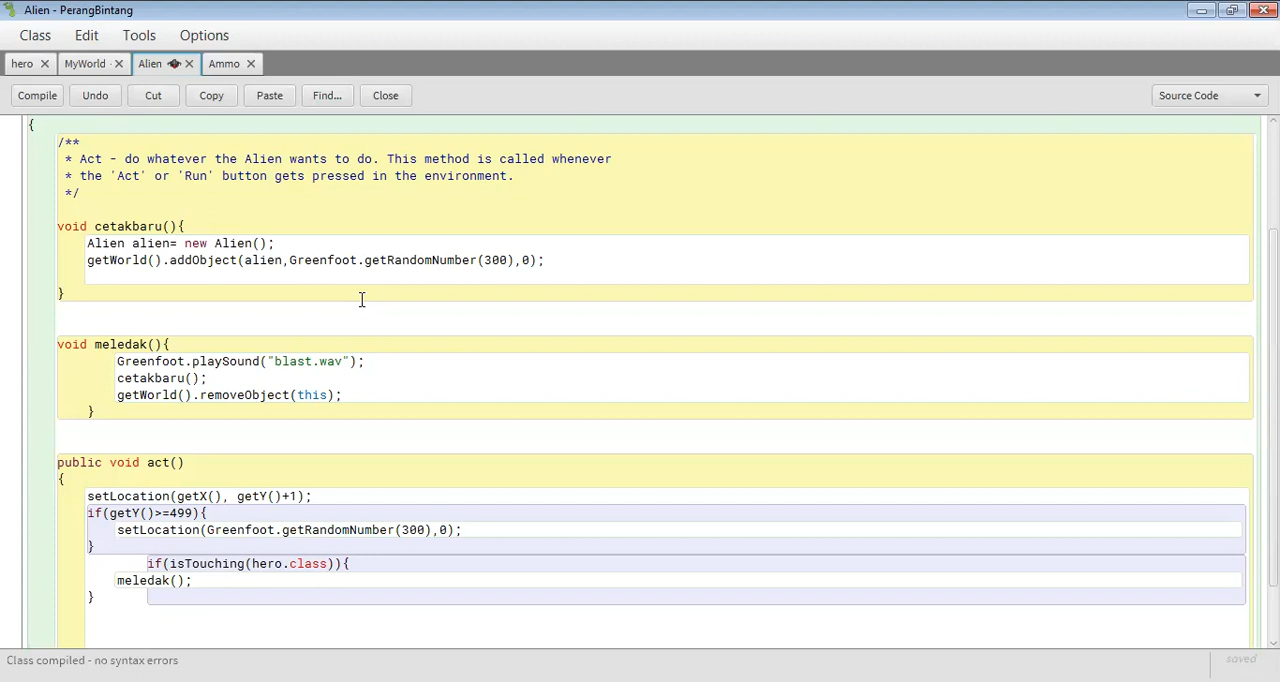 Alien - PerangBintang
Class Edit Tools Options
hero MyWorld Alien Ammo
Compile Undo Cut Copy Paste Find... Close Source Code
{
/**
* Act - do whatever the Alien wants to do. This method is called whenever
* the 'Act' or 'Run' button gets pressed in the environment.
*/
void cetakbaru(){
Alien alien= new Alien();
getWorld().addObject(alien,Greenfoot.getRandomNumber(300),0);
}
void meledak(){
Greenfoot.playSound("blast.wav");
cetakbaru();
getWorld().removeObject(this);
}
public void act()
{
setLocation(getX(), getY()+1);
if(getY()>=499){
setLocation(Greenfoot.getRandomNumber(300),0);
}
if(isTouching(hero.class)){
meledak();
}
Class compiled - no syntax errors
saved